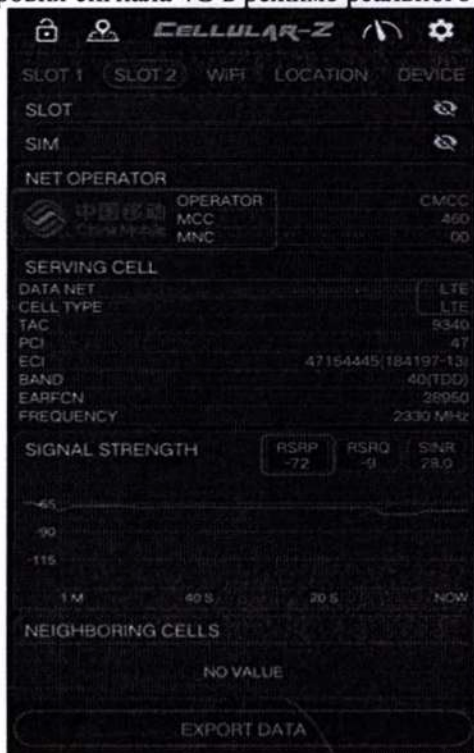 CELLULAR-Z
SLOT 1 SLOT 2 WIFI LOCATION DEVICE
SLOT
SIM
NET OPERATOR
中国移动
China Mobile
OPERATOR CMCC
MCC 460
MNC 00
SERVING CELL
DATA NET LTE
CELL TYPE LTE
TAC 9340
PCI 47
ECI 47154445(184197-13)
BAND 40(TDD)
EARFCN 38950
FREQUENCY 2330 MHz
SIGNAL STRENGTH
RSRP RSRQ SINR
-72 -9 28.0
-65
-90
-115
1 M 40 S 20 S NOW
NEIGHBORING CELLS
NO VALUE
EXPORT DATA